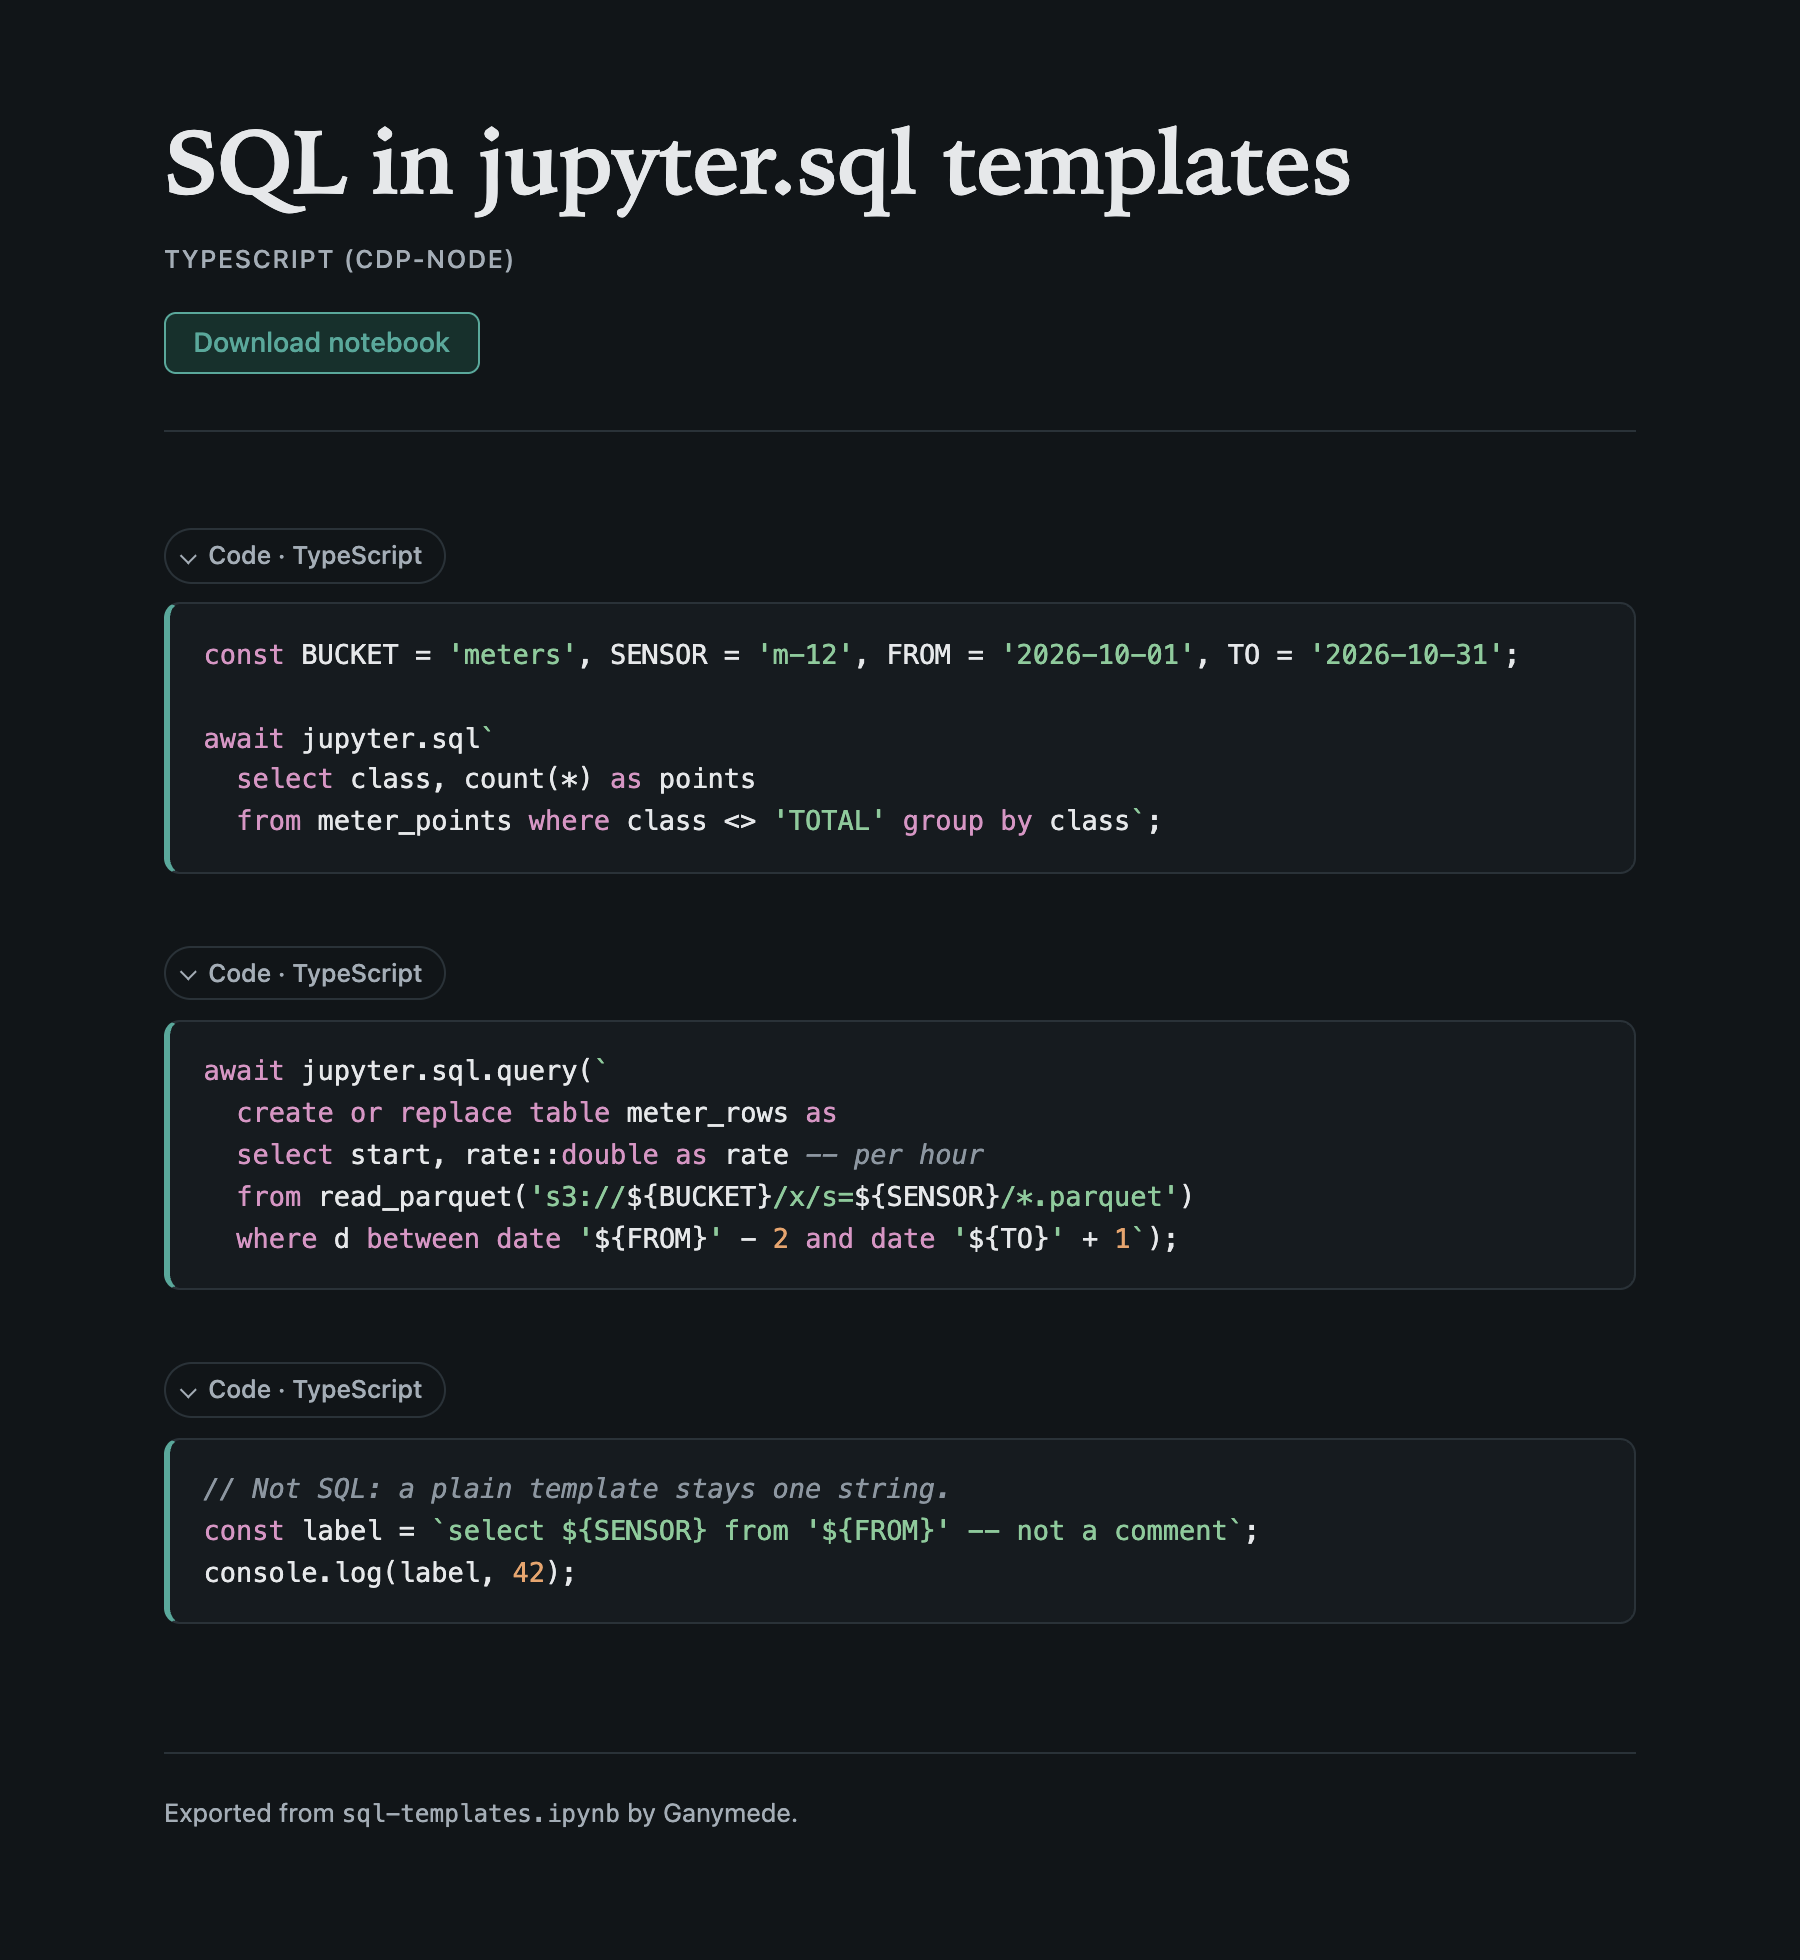 SQL in jupyter.sql templates
TYPESCRIPT (CDP-NODE)
Download notebook
Code · TypeScript
const BUCKET = 'meters', SENSOR = 'm-12', FROM = '2026-10-01', TO = '2026-10-31';
await jupyter.sql`
  select class, count(*) as points
  from meter_points where class <> 'TOTAL' group by class`;
Code · TypeScript
await jupyter.sql.query(`
  create or replace table meter_rows as
  select start, rate::double as rate -- per hour
  from read_parquet('s3://${BUCKET}/x/s=${SENSOR}/*.parquet')
  where d between date '${FROM}' - 2 and date '${TO}' + 1`);
Code · TypeScript
// Not SQL: a plain template stays one string.
const label = `select ${SENSOR} from '${FROM}' -- not a comment`;
console.log(label, 42);
Exported from sql-templates.ipynb by Ganymede.